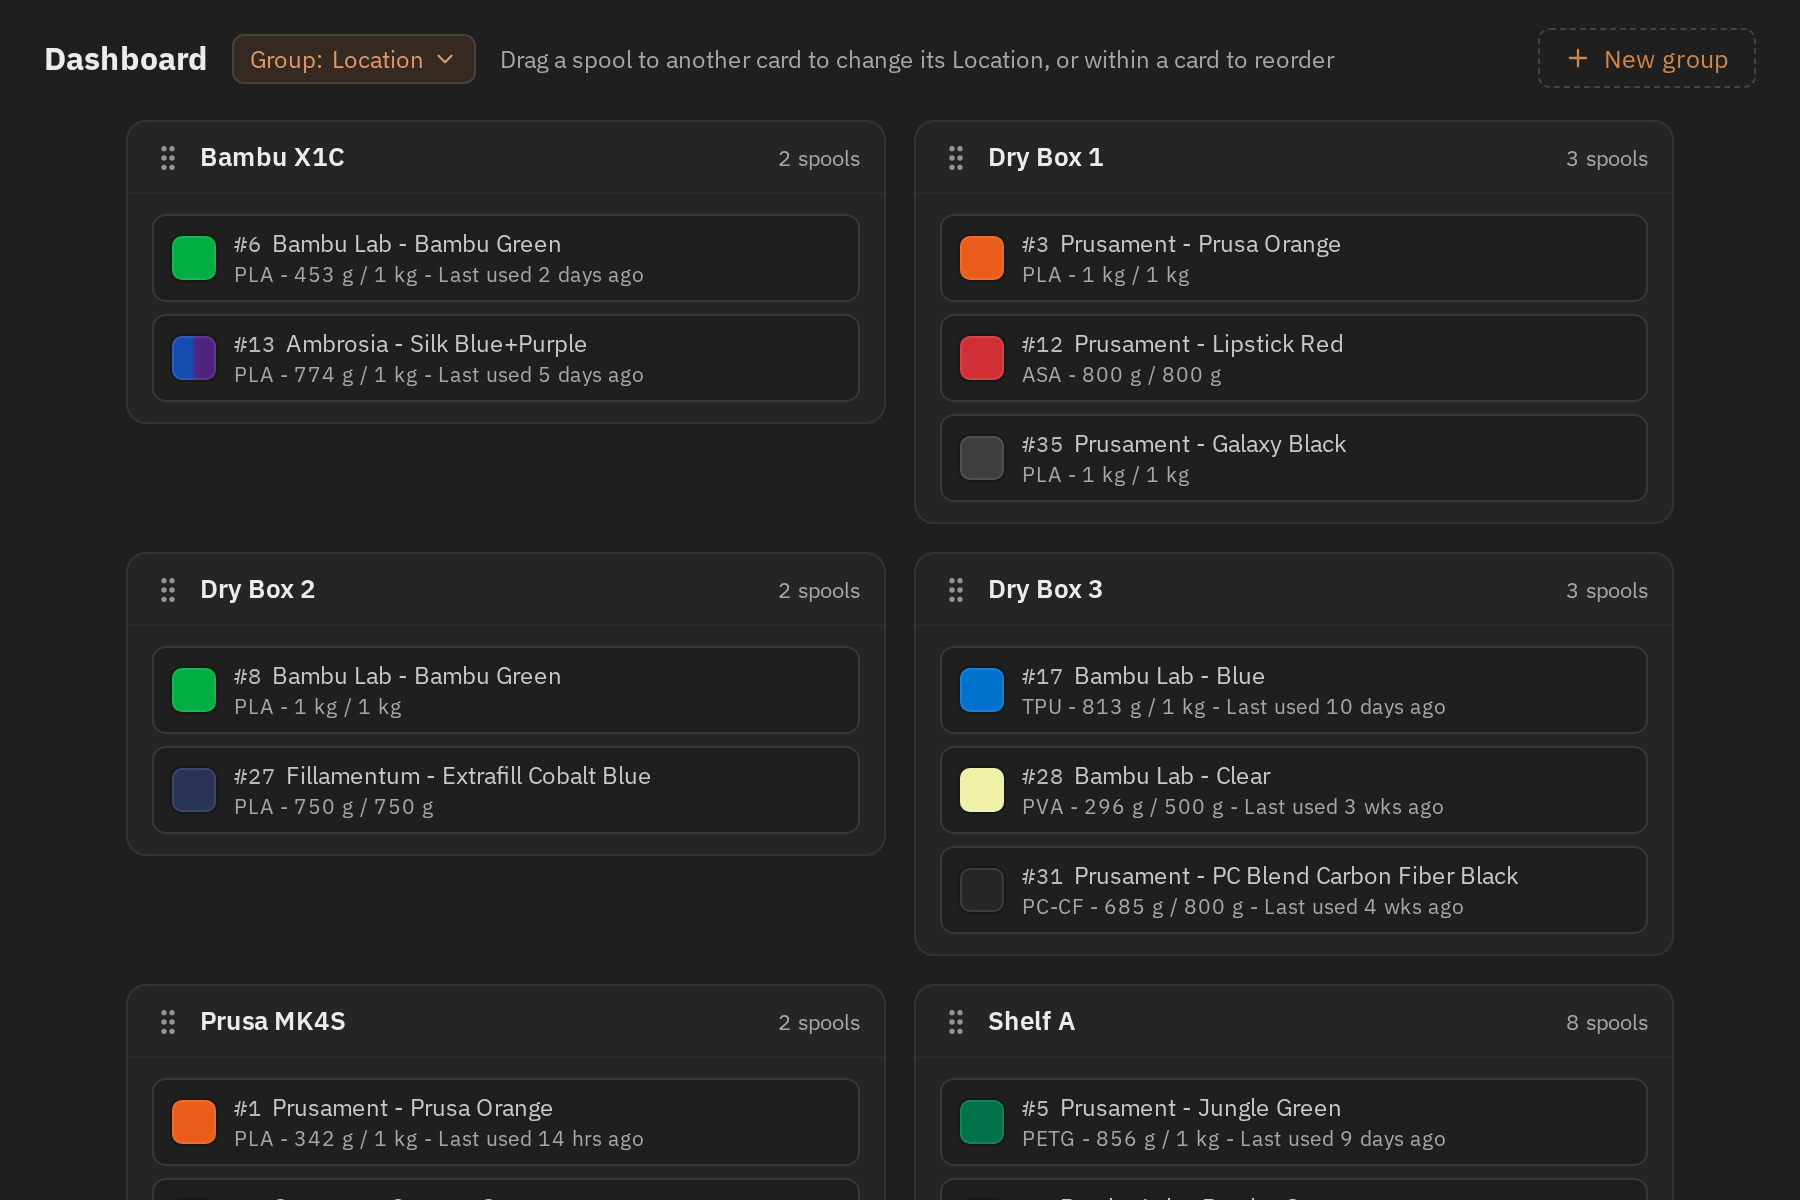 Dashboard
Group: Location
Drag a spool to another card to change its Location, or within a card to reorder
+ New group
Bambu X1C
2 spools
#6 Bambu Lab - Bambu Green
PLA - 453 g / 1 kg - Last used 2 days ago
#13 Ambrosia - Silk Blue+Purple
PLA - 774 g / 1 kg - Last used 5 days ago
Dry Box 1
3 spools
#3 Prusament - Prusa Orange
PLA - 1 kg / 1 kg
#12 Prusament - Lipstick Red
ASA - 800 g / 800 g
#35 Prusament - Galaxy Black
PLA - 1 kg / 1 kg
Dry Box 2
2 spools
#8 Bambu Lab - Bambu Green
PLA - 1 kg / 1 kg
#27 Fillamentum - Extrafill Cobalt Blue
PLA - 750 g / 750 g
Dry Box 3
3 spools
#17 Bambu Lab - Blue
TPU - 813 g / 1 kg - Last used 10 days ago
#28 Bambu Lab - Clear
PVA - 296 g / 500 g - Last used 3 wks ago
#31 Prusament - PC Blend Carbon Fiber Black
PC-CF - 685 g / 800 g - Last used 4 wks ago
Prusa MK4S
2 spools
#1 Prusament - Prusa Orange
PLA - 342 g / 1 kg - Last used 14 hrs ago
Shelf A
8 spools
#5 Prusament - Jungle Green
PETG - 856 g / 1 kg - Last used 9 days ago